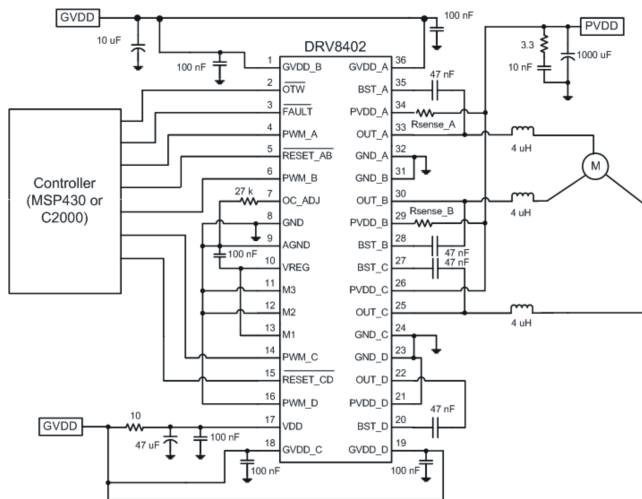 GVDD
PVDD
100 nF
10 uF
100 nF
3.3
10 nF
1000 uF
DRV8402
1 GVDD_B
2 OTW
3 FAULT
4 PWM_A
5 RESET_AB
6 PWM_B
7 OC_ADJ
8 GND
9 AGND
10 VREG
11 M3
12 M2
13 M1
14 PWM_C
15 RESET_CD
16 PWM_D
17 VDD
18 GVDD_C
GVDD_A 36
BST_A 35
PVDD_A 34
OUT_A 33
GND_A 32
GND_B 31
OUT_B 30
PVDD_B 29
BST_B 28
BST_C 27
PVDD_C 26
OUT_C 25
GND_C 24
GND_D 23
OUT_D 22
PVDD_D 21
BST_D 20
GVDD_D 19
Controller
(MSP430 or
C2000)
27 k
100 nF
47 nF
Rsense_A
4 uH
M
Rsense_B
4 uH
47 nF
47 nF
4 uH
47 nF
GVDD
10
47 uF
100 nF
100 nF
100 nF